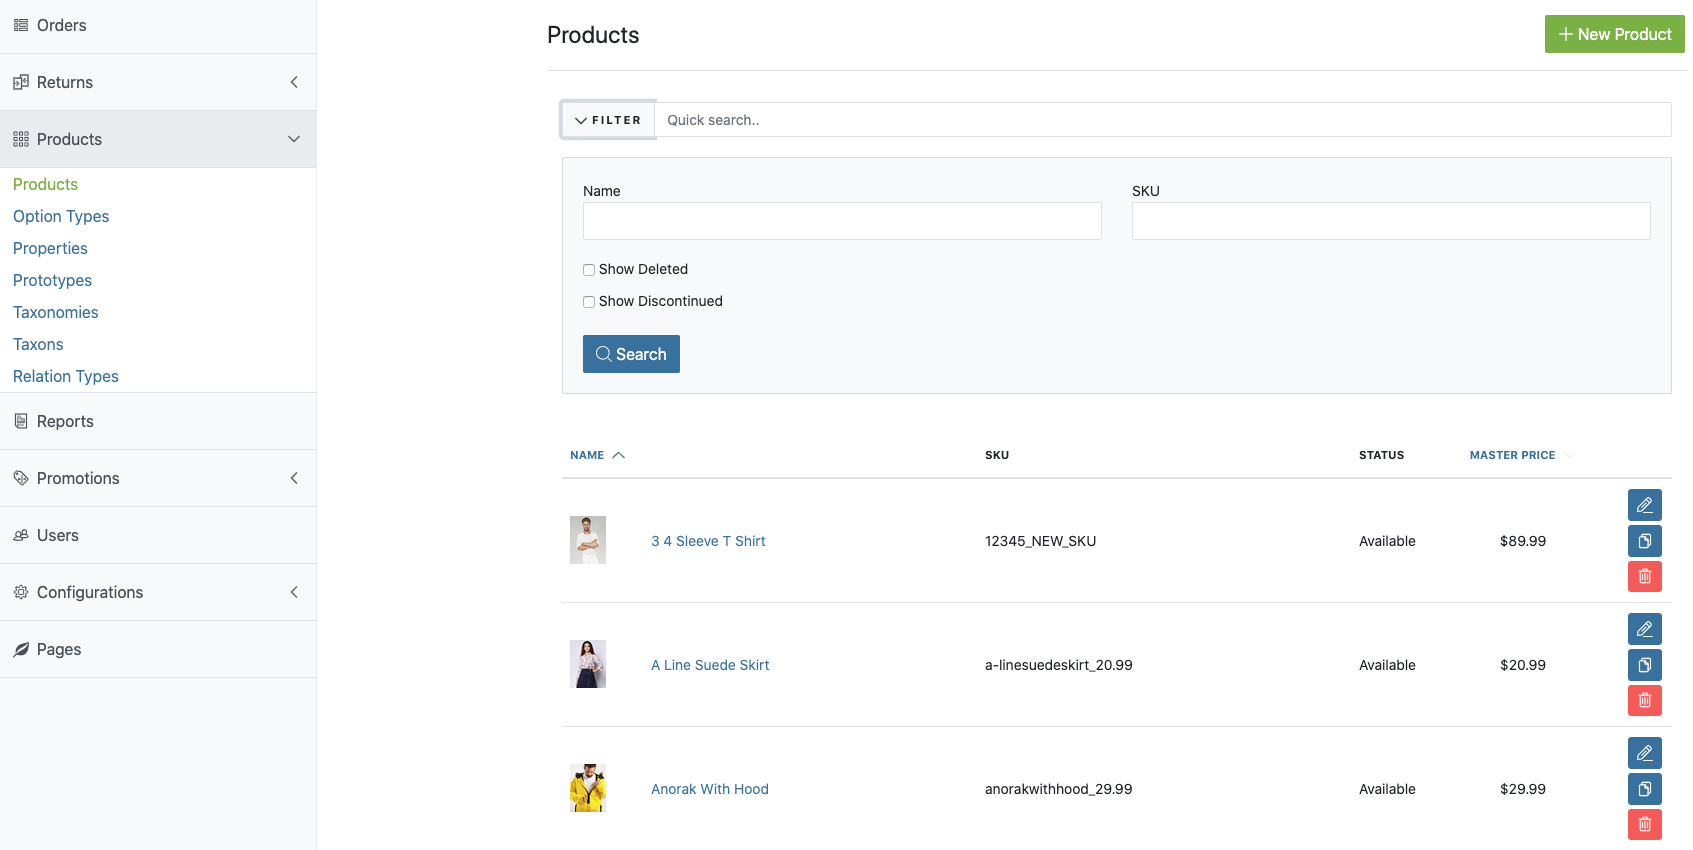 Orders
Returns
Products
Products
Option Types
Properties
Prototypes
Taxonomies
Taxons
Relation Types
Reports
Promotions
Users
Configurations
Pages
Products
New Product
FILTER
Quick search..
Name
SKU
Show Deleted
Show Discontinued
Search
NAME SKU STATUS MASTER PRICE
3 4 Sleeve T Shirt 12345_NEW_SKU Available $89.99
A Line Suede Skirt a-linesuedeskirt_20.99 Available $20.99
Anorak With Hood anorakwithhood_29.99 Available $29.99